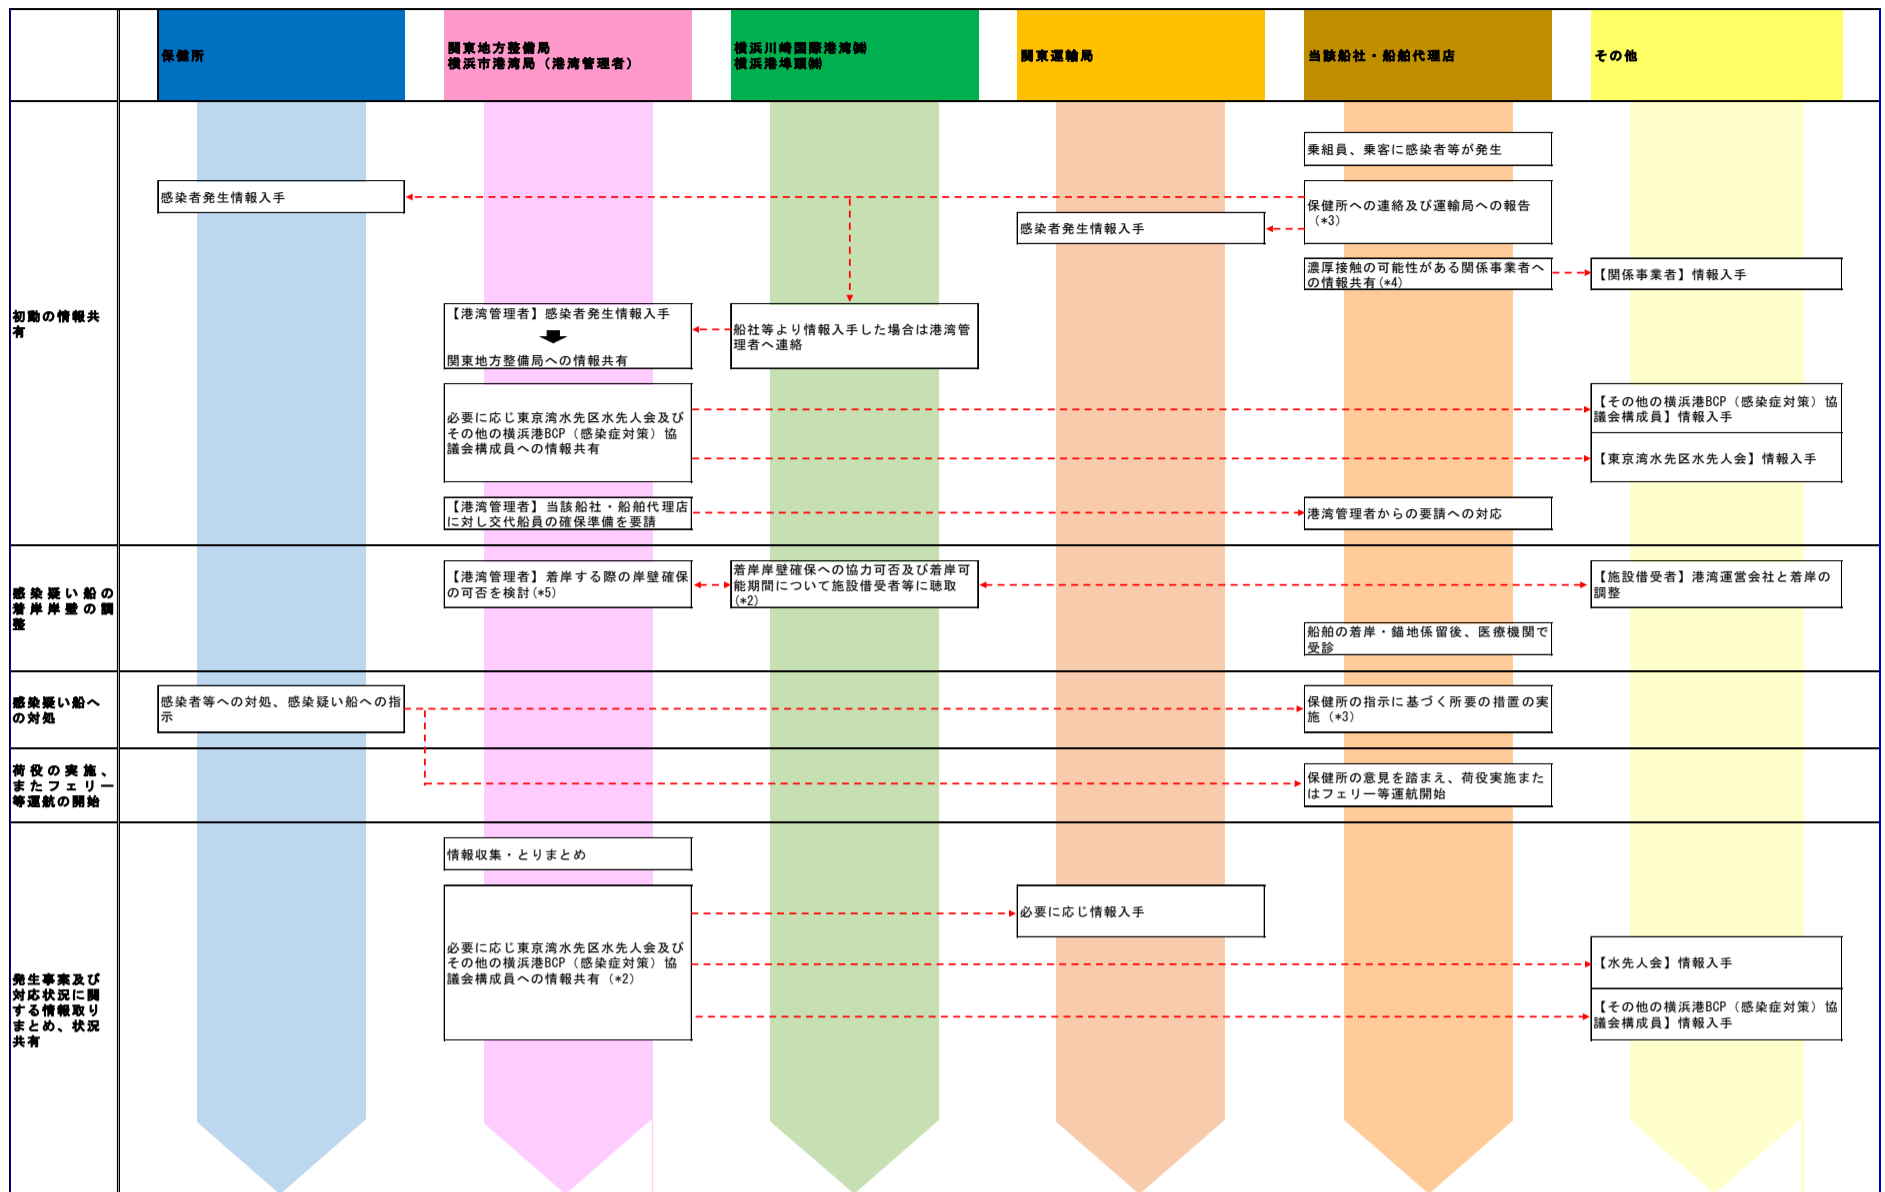 保健所
関東地方整備局
横浜市港湾局（港湾管理者）
横浜川崎国際港湾㈱
横浜港埠頭㈱
関東運輸局
当該船社・船舶代理店
その他
初動の情報共
有
乗組員、乗客に感染者等が発生
感染者発生情報入手
保健所への連絡及び運輸局への報告
（*3）
感染者発生情報入手
濃厚接触の可能性がある関係事業者へ
の情報共有(*4)
【関係事業者】情報入手
【港湾管理者】感染者発生情報入手
関東地方整備局への情報共有
船社等より情報入手した場合は港湾管
理者へ連絡
必要に応じ東京湾水先区水先人会及び
その他の横浜港BCP（感染症対策）協
議会構成員への情報共有
【その他の横浜港BCP（感染症対策）協
議会構成員】情報入手
【東京湾水先区水先人会】情報入手
【港湾管理者】当該船社・船舶代理店
に対し交代船員の確保準備を要請
港湾管理者からの要請への対応
感染疑い船の
着岸岸壁の調
整
【港湾管理者】着岸する際の岸壁確保
の可否を検討(*5)
着岸岸壁確保への協力可否及び着岸可
能期間について施設借受者等に聴取
(*2)
【施設借受者】港湾運営会社と着岸の
調整
船舶の着岸・錨地係留後、医療機関で
受診
感染疑い船へ
の対処
感染者等への対処、感染疑い船への指
示
保健所の指示に基づく所要の措置の実
施（*3）
荷役の実施、
またフェリー
等運航の開始
保健所の意見を踏まえ、荷役実施また
はフェリー等運航開始
発生事案及び
対応状況に関
する情報取り
まとめ、状況
共有
情報収集・とりまとめ
必要に応じ東京湾水先区水先人会及び
その他の横浜港BCP（感染症対策）協
議会構成員への情報共有（*2）
必要に応じ情報入手
【水先人会】情報入手
【その他の横浜港BCP（感染症対策）協
議会構成員】情報入手